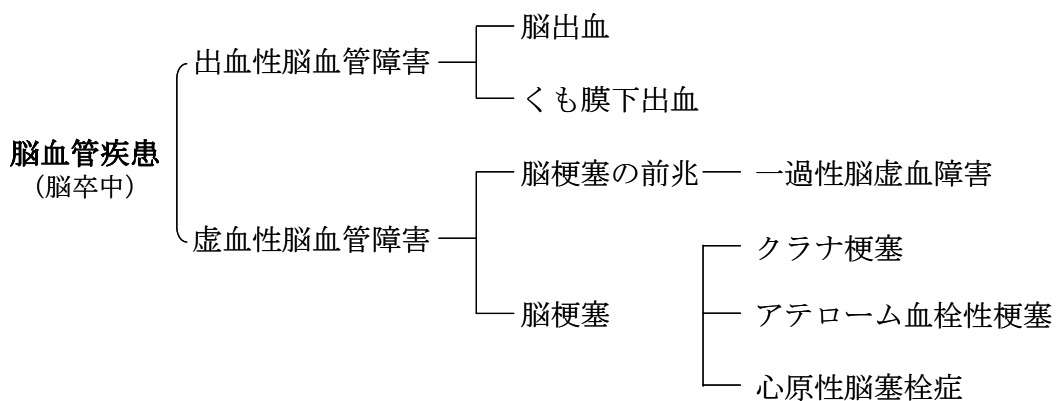 脳血管疾患
(脳卒中)
出血性脳血管障害
脳出血
くも膜下出血
虚血性脳血管障害
脳梗塞の前兆
一過性脳虚血障害
脳梗塞
クラナ梗塞
アテローム血栓性梗塞
心原性脳塞栓症